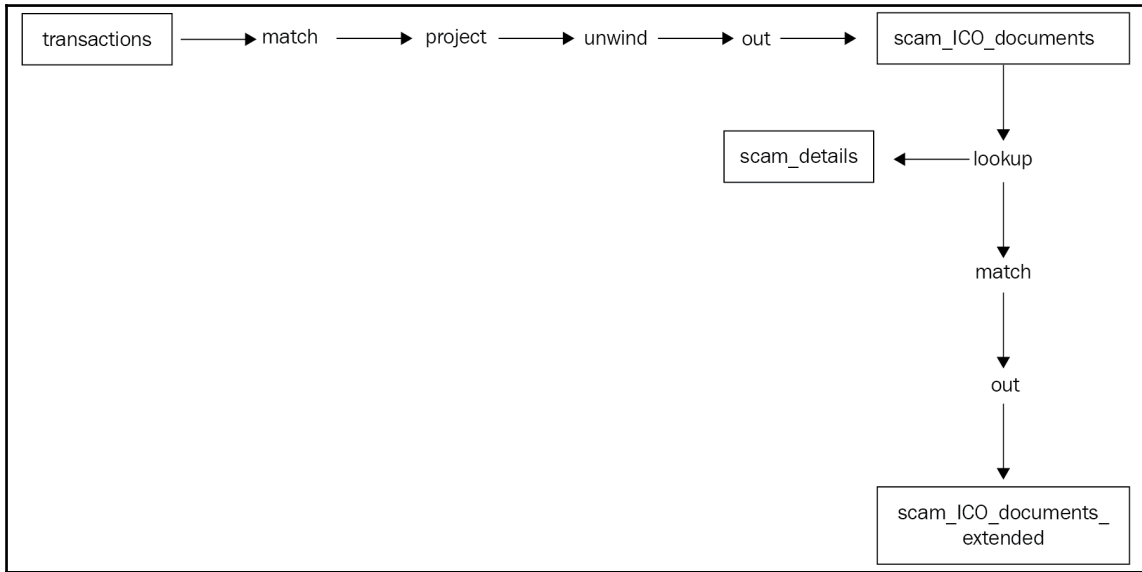 transactions
match
project
unwind
out
scam_ICO_documents
scam_details
lookup
match
out
scam_ICO_documents_
extended